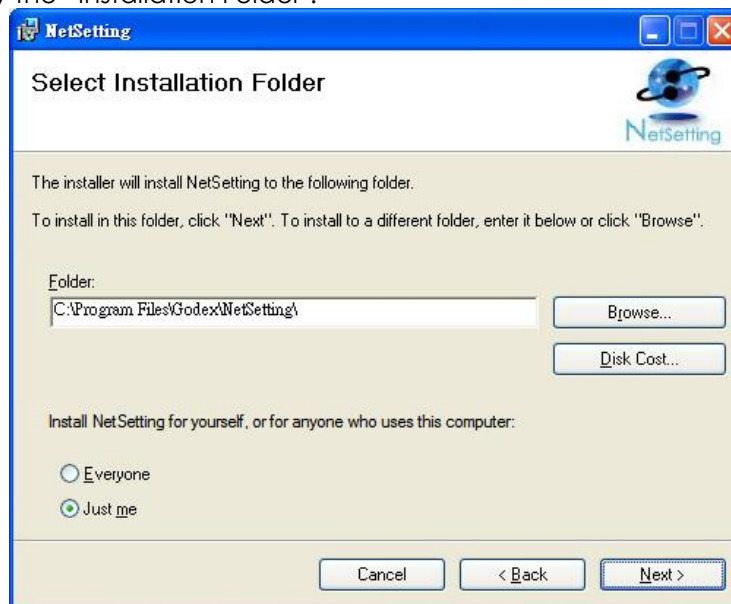 the "Installation Folder".
NetSetting
Select Installation Folder
NetSetting
The installer will install NetSetting to the following folder.
To install in this folder, click "Next". To install to a different folder, enter it below or click "Browse".
Folder:
C:\Program Files\Godex\NetSetting\
Browse...
Disk Cost...
Install NetSetting for yourself, or for anyone who uses this computer:
Everyone
Just me
Cancel
< Back
Next >